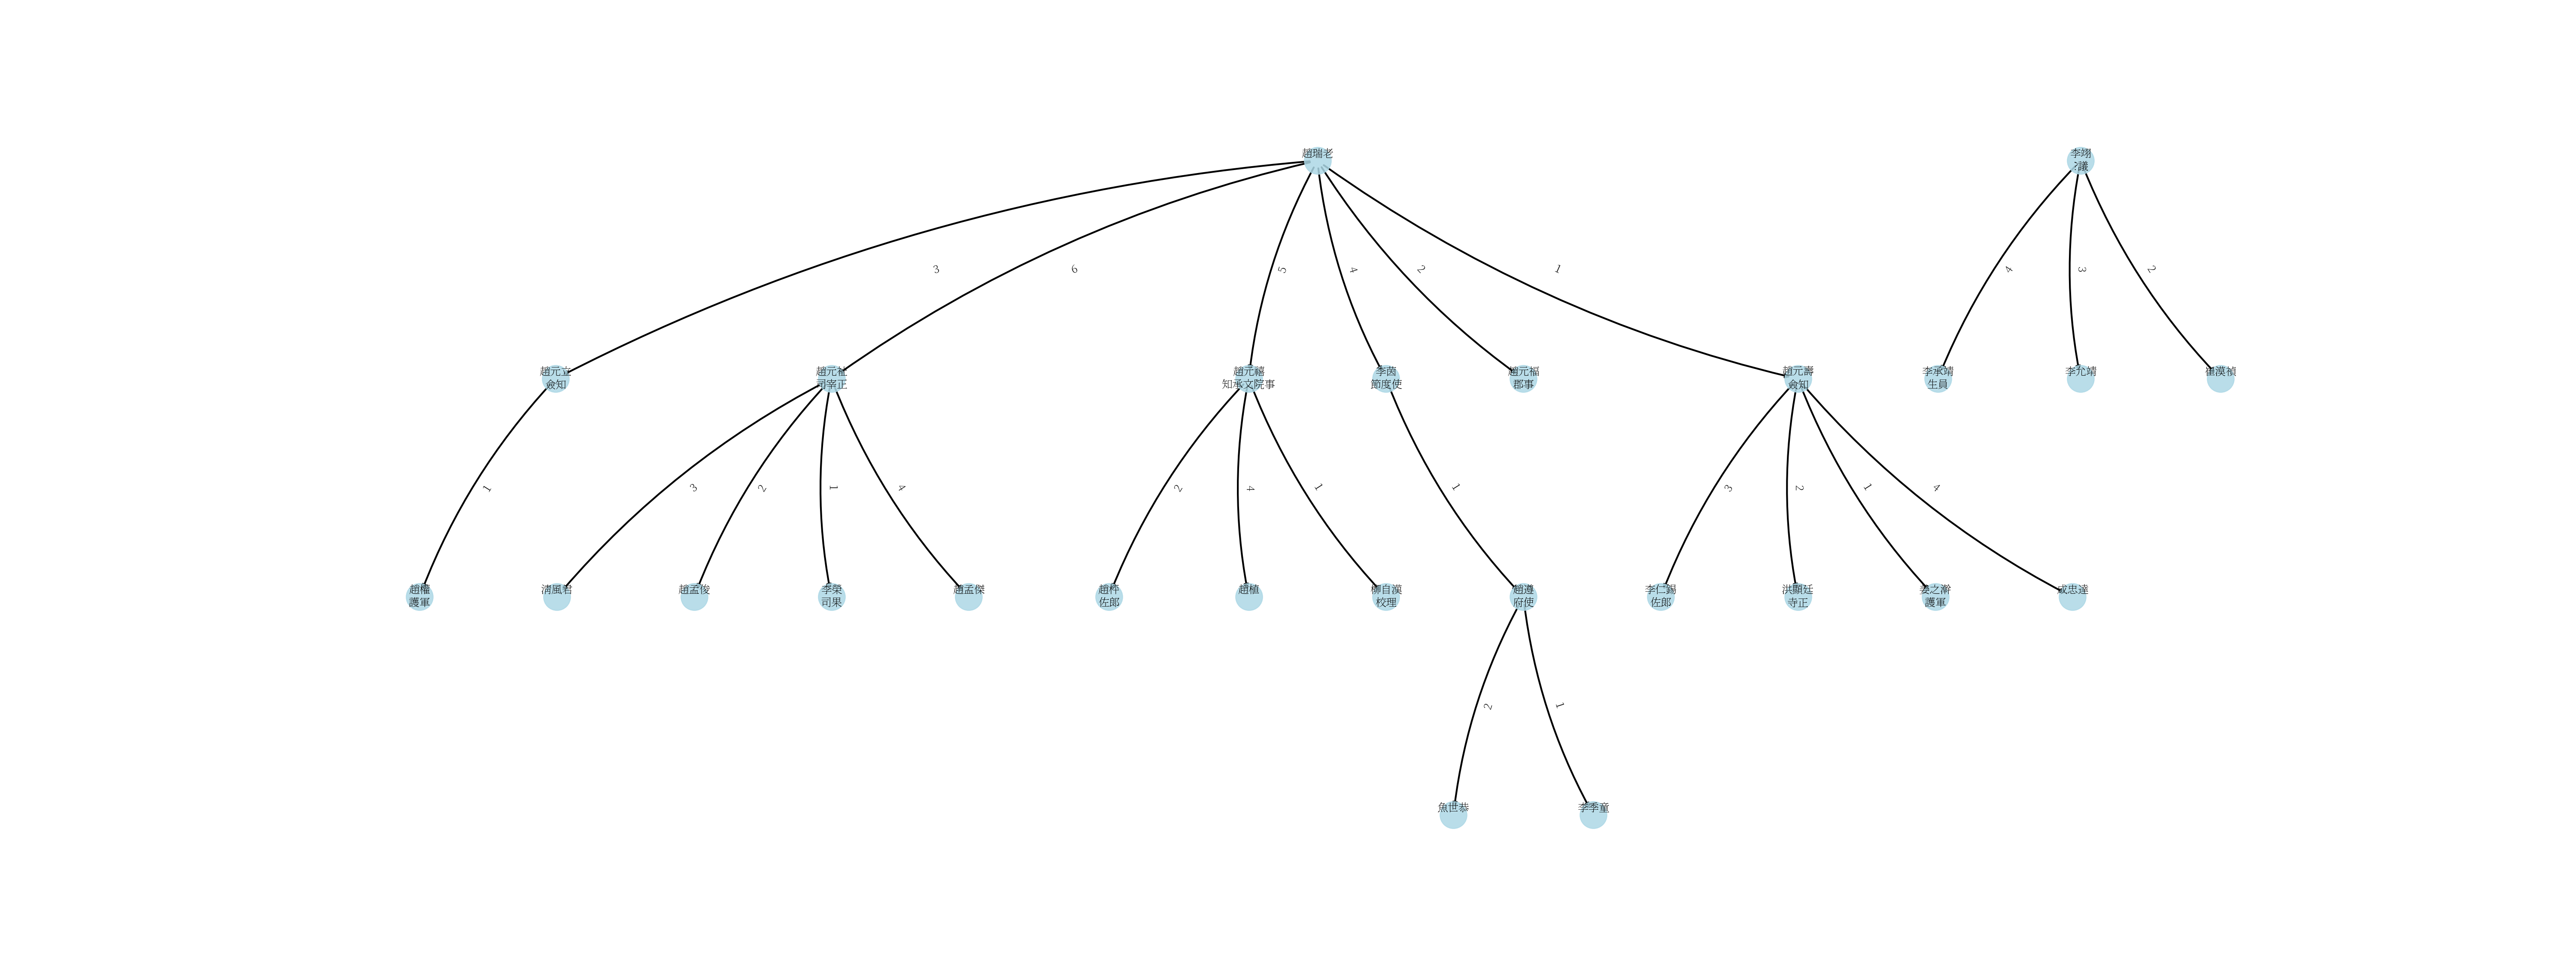 趙瑞老
李翊
?議
3
6
5
4
2
1
4
3
2
趙元立
僉知
趙元祉
司宰正
趙元禧
知承文院事
李茵
節度使
趙元福
郡事
趙元壽
僉知
李承靖
生員
李允靖
崔漢禎
1
3
2
1
4
2
4
1
1
3
2
1
4
趙權
護軍
清風君
趙孟俊
李榮
司果
趙孟傑
趙枰
佐郎
趙植
柳自漢
校理
趙遵
府使
李仁錫
佐郎
洪顯廷
寺正
姜之瀚
護軍
成忠達
2
1
魚世恭
李季童